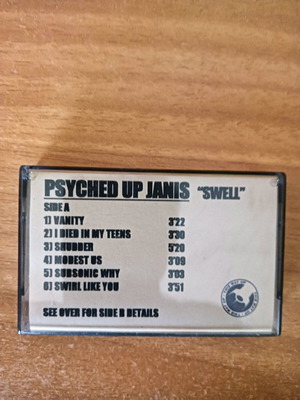 PSYCHED UP JANIS "SWELL"
SIDE A
1) VANITY 3'22
2) I DIED IN MY TEENS 3'30
3) SHUDDER 5'20
4) MODEST US 3'09
5) SUBSONIC WHY 3'03
6) SWIRL LIKE YOU 3'51
SEE OVER FOR SIDE B DETAILS